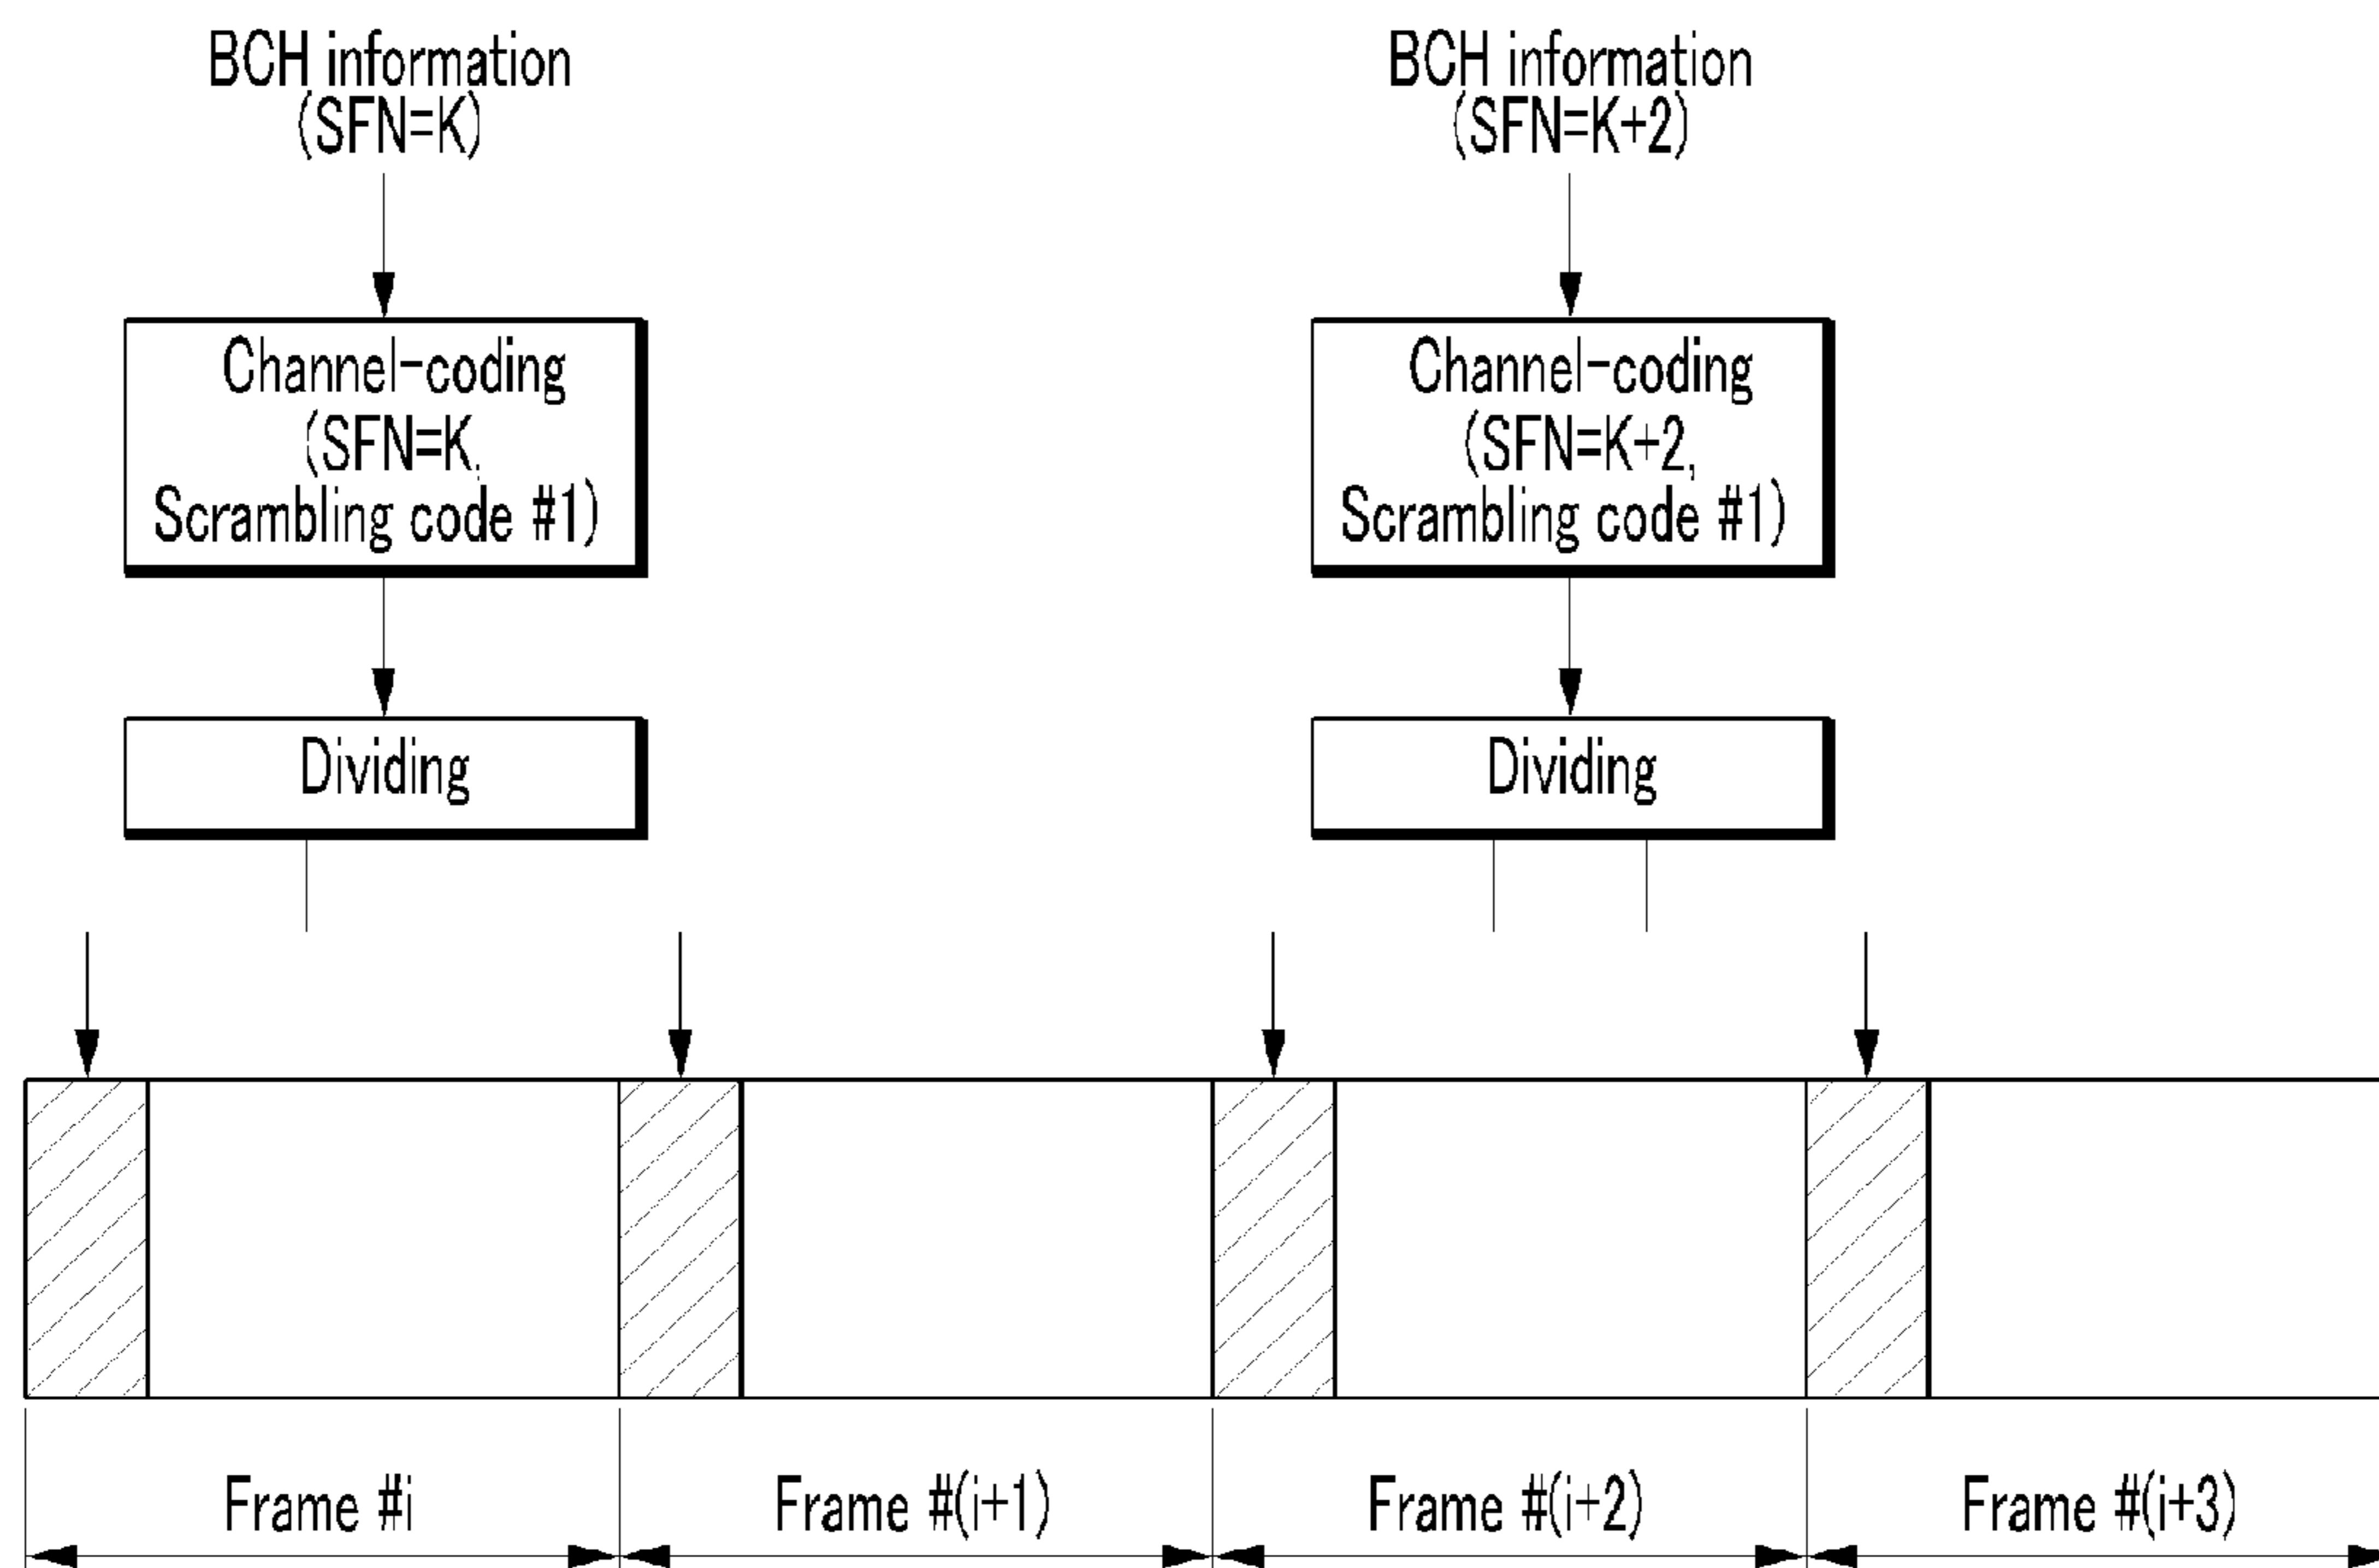 BCH information
(SFN=K)
BCH information
(SFN=K+2)
Channel-coding
(SFN=K,
Scrambling code #1)
Channel-coding
(SFN=K+2,
Scrambling code #1)
Dividing
Dividing
Frame #i
Frame #(i+1)
Frame #(i+2)
Frame #(i+3)